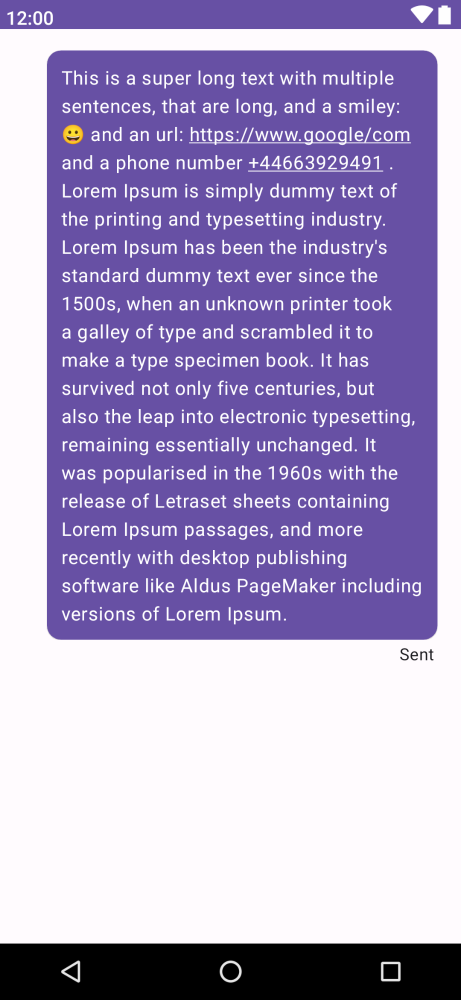 12:00
This is a super long text with multiple
sentences, that are long, and a smiley:
😀 and an url: https://www.google/com
and a phone number +44663929491 .
Lorem Ipsum is simply dummy text of
the printing and typesetting industry.
Lorem Ipsum has been the industry's
standard dummy text ever since the
1500s, when an unknown printer took
a galley of type and scrambled it to
make a type specimen book. It has
survived not only five centuries, but
also the leap into electronic typesetting,
remaining essentially unchanged. It
was popularised in the 1960s with the
release of Letraset sheets containing
Lorem Ipsum passages, and more
recently with desktop publishing
software like Aldus PageMaker including
versions of Lorem Ipsum.
Sent